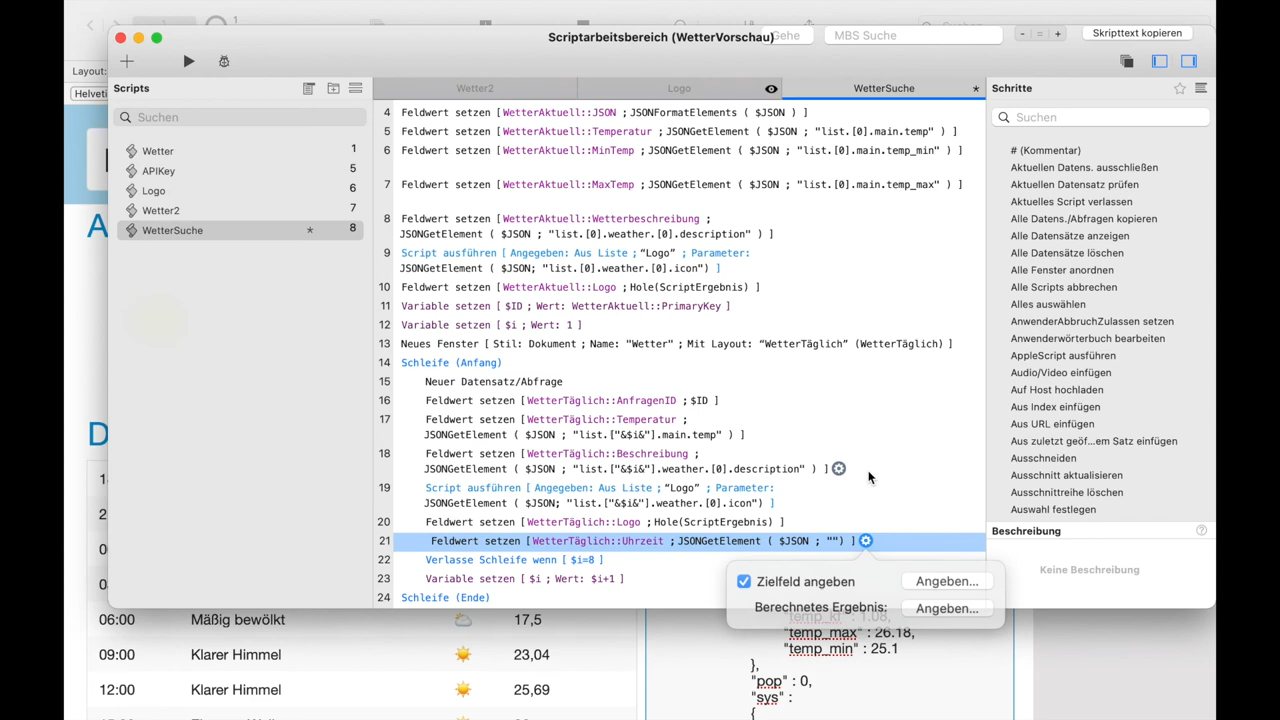 1
Suchen
Scriptarbeitsbereich (WetterVorschau)
Gehe
MBS Suche
- = +
Skripttext kopieren
Layout:
Helveti
Scripts
Wetter2
Logo
WetterSuche *
Schritte
Suchen
Suchen
Wetter 1
APIKey 5
Logo 6
Wetter2 7
WetterSuche * 8
4 Feldwert setzen [ WetterAktuell::JSON ; JSONFormatElements ( $JSON ) ]
5 Feldwert setzen [ WetterAktuell::Temperatur ; JSONGetElement ( $JSON ; "list.[0].main.temp" ) ]
6 Feldwert setzen [ WetterAktuell::MinTemp ; JSONGetElement ( $JSON ; "list.[0].main.temp_min" ) ]
7 Feldwert setzen [ WetterAktuell::MaxTemp ; JSONGetElement ( $JSON ; "list.[0].main.temp_max" ) ]
8 Feldwert setzen [ WetterAktuell::Wetterbeschreibung ;
JSONGetElement ( $JSON ; "list.[0].weather.[0].description" ) ]
9 Script ausführen [ Angegeben: Aus Liste ; “Logo” ; Parameter:
JSONGetElement ( $JSON; "list.[0].weather.[0].icon") ]
10 Feldwert setzen [ WetterAktuell::Logo ; Hole(ScriptErgebnis) ]
11 Variable setzen [ $ID ; Wert: WetterAktuell::PrimaryKey ]
12 Variable setzen [ $i ; Wert: 1 ]
13 Neues Fenster [ Stil: Dokument ; Name: "Wetter" ; Mit Layout: “WetterTäglich” (WetterTäglich) ]
14 Schleife (Anfang)
15 Neuer Datensatz/Abfrage
16 Feldwert setzen [ WetterTäglich::AnfragenID ; $ID ]
17 Feldwert setzen [ WetterTäglich::Temperatur ;
JSONGetElement ( $JSON ; "list.["&$i&"].main.temp" ) ]
18 Feldwert setzen [ WetterTäglich::Beschreibung ;
JSONGetElement ( $JSON ; "list.["&$i&"].weather.[0].description" ) ]
19 Script ausführen [ Angegeben: Aus Liste ; “Logo” ; Parameter:
JSONGetElement ( $JSON; "list.["&$i&"].weather.[0].icon") ]
20 Feldwert setzen [ WetterTäglich::Logo ; Hole(ScriptErgebnis) ]
21 Feldwert setzen [ WetterTäglich::Uhrzeit ; JSONGetElement ( $JSON ; "") ]
22 Verlasse Schleife wenn [ $i=8 ]
23 Variable setzen [ $i ; Wert: $i+1 ]
24 Schleife (Ende)
Zielfeld angeben Angeben...
Berechnetes Ergebnis: Angeben...
# (Kommentar)
Aktuellen Datens. ausschließen
Aktuellen Datensatz prüfen
Aktuelles Script verlassen
Alle Datens./Abfragen kopieren
Alle Datensätze anzeigen
Alle Datensätze löschen
Alle Fenster anordnen
Alle Scripts abbrechen
Alles auswählen
AnwenderAbbruchZulassen setzen
Anwenderwörterbuch bearbeiten
AppleScript ausführen
Audio/Video einfügen
Auf Host hochladen
Aus Index einfügen
Aus URL einfügen
Aus zuletzt geöf...em Satz einfügen
Ausschneiden
Ausschnitt aktualisieren
Ausschnittreihe löschen
Auswahl festlegen
Beschreibung
Keine Beschreibung
A
D
06:00 Mäßig bewölkt 17,5
09:00 Klarer Himmel 23,04
12:00 Klarer Himmel 25,69
"temp_kf" : 1.08,
"temp_max" : 26.18,
"temp_min" : 25.1
},
"pop" : 0,
"sys" :
{